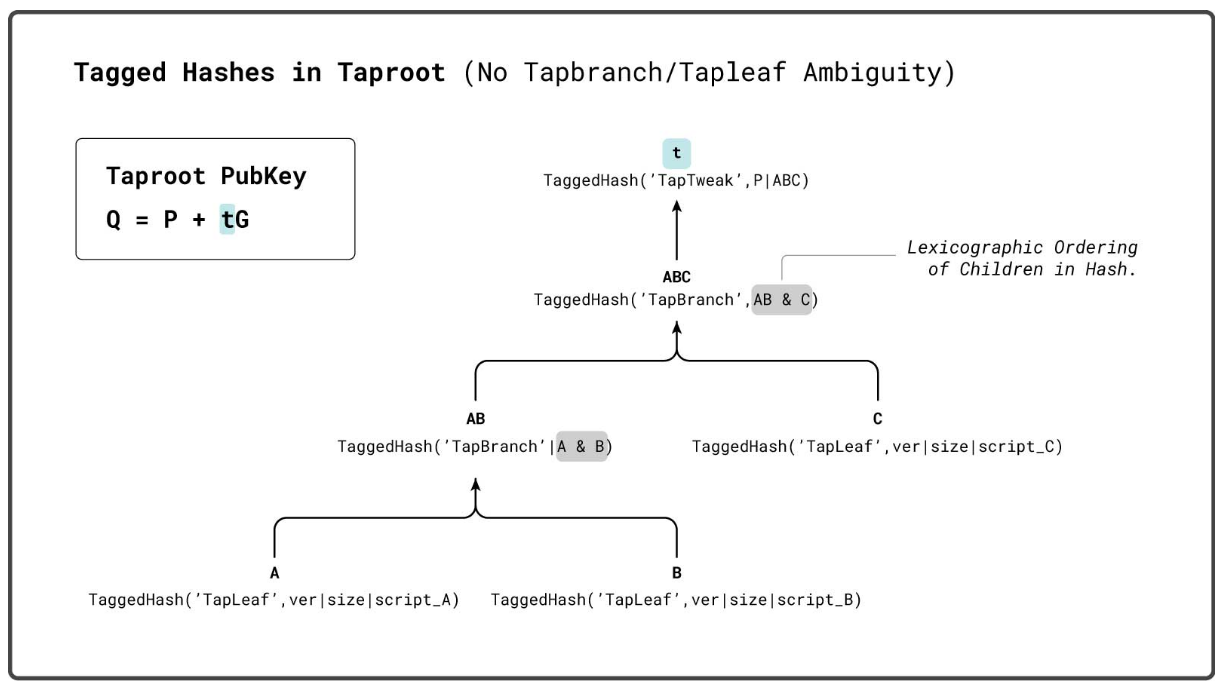 Tagged Hashes in Taproot (No Tapbranch/Tapleaf Ambiguity)
Taproot PubKey
Q = P + tG
t
TaggedHash('TapTweak',P|ABC)
Lexicographic Ordering
of Children in Hash.
ABC
TaggedHash('TapBranch',AB & C)
AB
TaggedHash('TapBranch'|A & B)
C
TaggedHash('TapLeaf',ver|size|script_C)
A
TaggedHash('TapLeaf',ver|size|script_A)
B
TaggedHash('TapLeaf',ver|size|script_B)